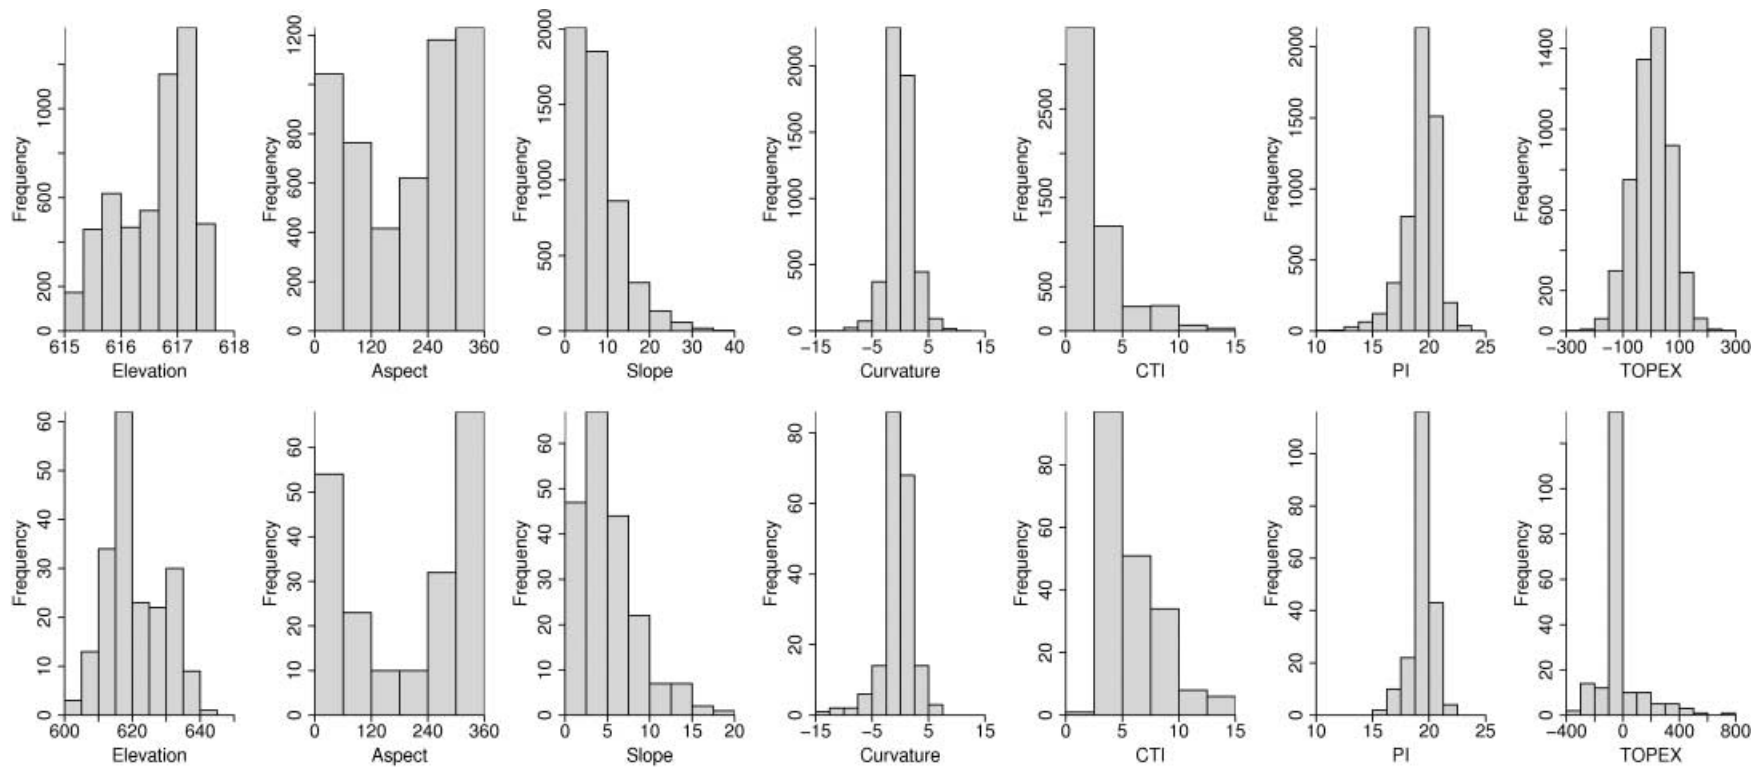 Frequency
0 200 600 1000
615 616 617 618
Elevation
Frequency
0 200 400 600 800 1200
0 120 240 360
Aspect
Frequency
0 500 1000 1500 2000
0 10 20 30 40
Slope
Frequency
0 500 1000 1500 2000
−15 −5 5 15
Curvature
Frequency
0 500 1500 2500
0 5 10 15
CTI
Frequency
0 500 1000 1500 2000
10 15 20 25
PI
Frequency
0 200 600 1000 1400
−300 −100 100 300
TOPEX
Frequency
0 10 20 30 40 50 60
600 620 640
Elevation
Frequency
0 10 20 30 40 50 60
0 120 240 360
Aspect
Frequency
0 10 20 30 40 50 60
0 5 10 15 20
Slope
Frequency
0 20 40 60 80
−15 −5 5 15
Curvature
Frequency
0 20 40 60 80
0 5 10 15
CTI
Frequency
0 20 40 60 80 100
10 15 20 25
PI
Frequency
0 20 40 60 80 100
−400 0 400 800
TOPEX